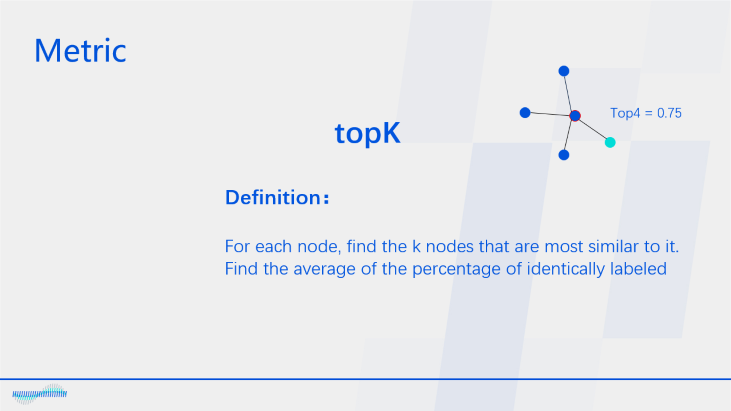 Metric
Top4 = 0.75
topK
Definition：
For each node, find the k nodes that are most similar to it.
Find the average of the percentage of identically labeled